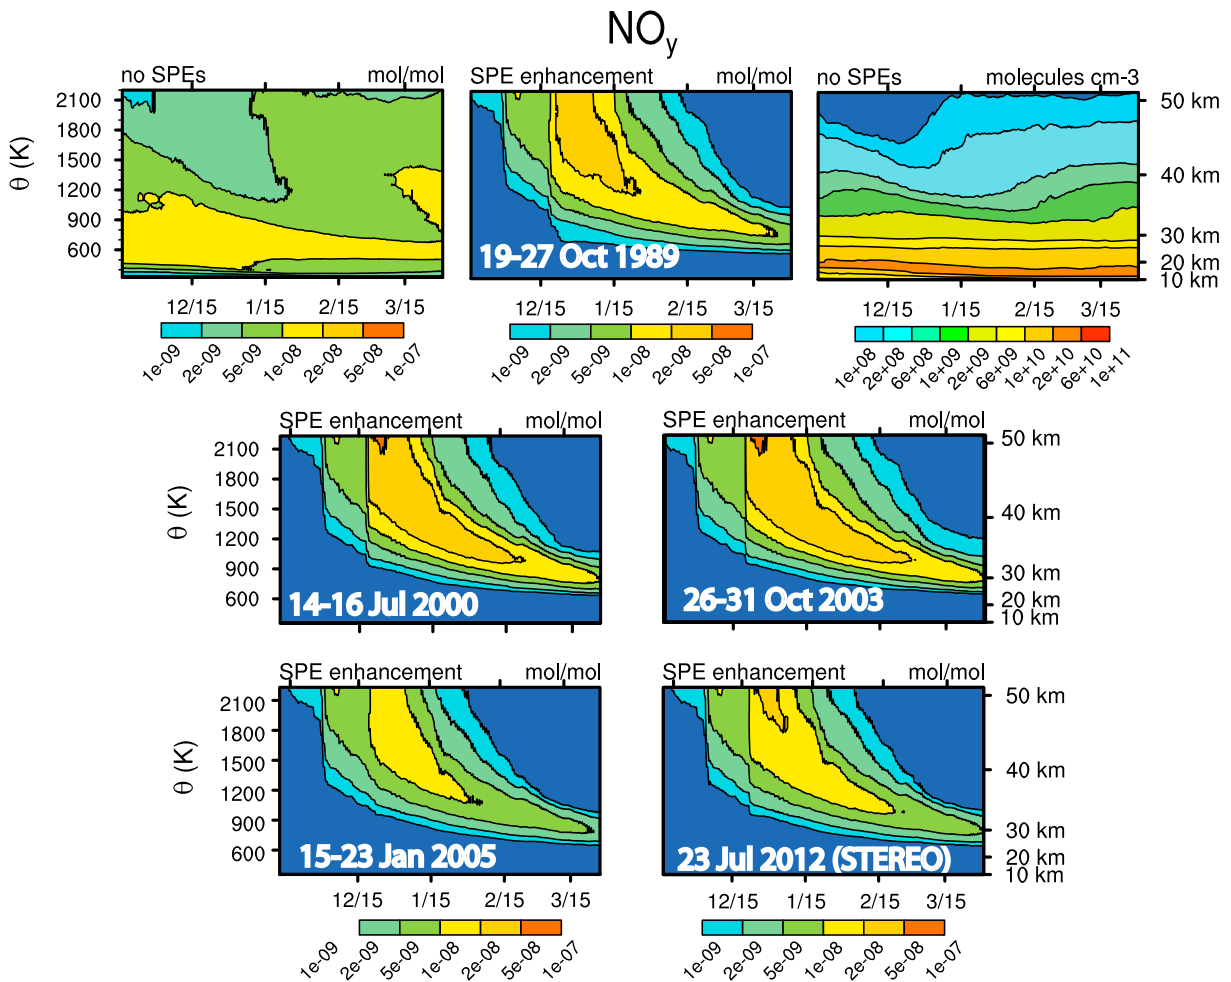 NOy
no SPEs mol/mol
SPE enhancement mol/mol
no SPEs molecules cm-3
θ (K)
2100
1800
1500
1200
900
600
19-27 Oct 1989
50 km
40 km
30 km
20 km
10 km
12/15 1/15 2/15 3/15
12/15 1/15 2/15 3/15
12/15 1/15 2/15 3/15
1e-09 2e-09 5e-09 1e-08 2e-08 5e-08 1e-07
1e-09 2e-09 5e-09 1e-08 2e-08 5e-08 1e-07
1e+08 2e+08 6e+08 1e+09 2e+09 6e+09 1e+10 2e+10 6e+10 1e+11
SPE enhancement mol/mol
SPE enhancement mol/mol
θ (K)
2100
1800
1500
1200
900
600
14-16 Jul 2000
26-31 Oct 2003
50 km
40 km
30 km
20 km
10 km
SPE enhancement mol/mol
SPE enhancement mol/mol
θ (K)
2100
1800
1500
1200
900
600
15-23 Jan 2005
23 Jul 2012 (STEREO)
50 km
40 km
30 km
20 km
10 km
12/15 1/15 2/15 3/15
12/15 1/15 2/15 3/15
1e-09 2e-09 5e-09 1e-08 2e-08 5e-08 1e-07
1e-09 2e-09 5e-09 1e-08 2e-08 5e-08 1e-07